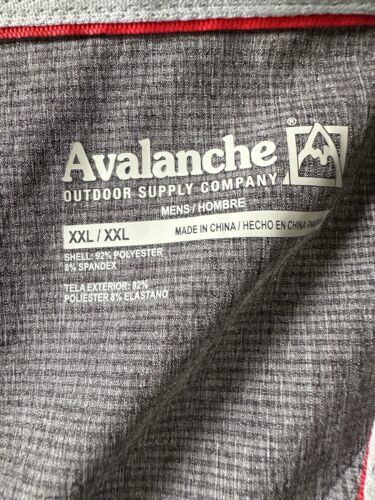 Avalanche®
OUTDOOR SUPPLY COMPANY
MENS / HOMBRE
XXL / XXL
MADE IN CHINA / HECHO EN CHINA
SHELL: 92% POLYESTER
8% SPANDEX
TELA EXTERIOR: 92%
POLIESTER 8% ELASTANO